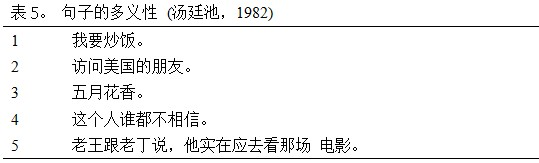 表 5。 句子的多义性 (汤廷池，1982)
1 我要炒饭。
2 访问美国的朋友。
3 五月花香。
4 这个人谁都不相信。
5 老王跟老丁说，他实在应去看那场 电影。